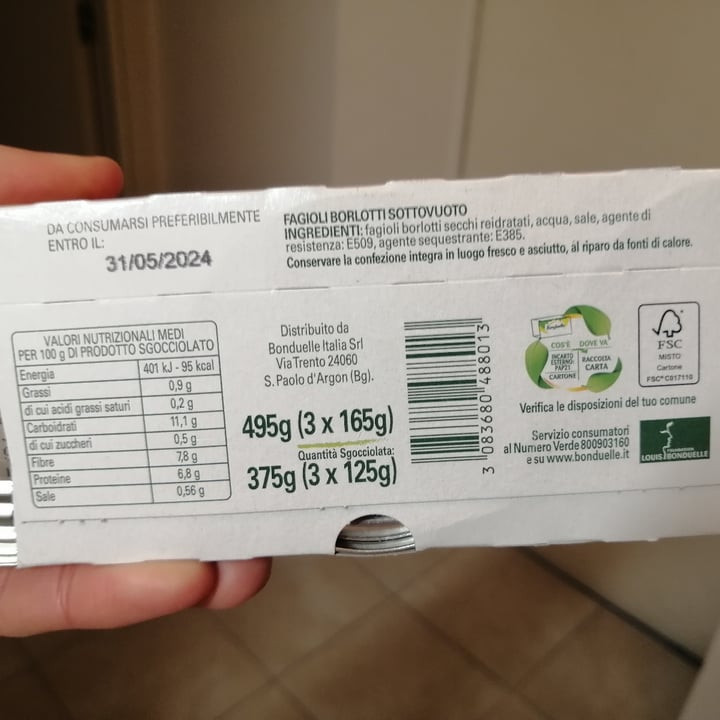 DA CONSUMARSI PREFERIBILMENTE
ENTRO IL:
31/05/2024
FAGIOLI BORLOTTI SOTTOVUOTO
INGREDIENTI: fagioli borlotti secchi reidratati, acqua, sale, agente di
resistenza: E509, agente sequestrante: E385.
Conservare la confezione integra in luogo fresco e asciutto, al riparo da fonti di calore.
VALORI NUTRIZIONALI MEDI
PER 100 g DI PRODOTTO SGOCCIOLATO
Energia 401 kJ - 95 kcal
Grassi 0,9 g
di cui acidi grassi saturi 0,2 g
Carboidrati 11,1 g
di cui zuccheri 0,5 g
Fibre 7,8 g
Proteine 6,8 g
Sale 0,56 g
Distribuito da
Bonduelle Italia Srl
Via Trento 24060
S. Paolo d'Argon (Bg).
495g (3 x 165g)
Quantità Sgocciolata:
375g (3 x 125g)
3 083680 488013
COS'È DOVE VA
INCARTO
ESTERNO:
PAP21
CARTONE
RACCOLTA
CARTA
FSC
MISTO
Cartone
FSC® C017110
Verifica le disposizioni del tuo comune
Servizio consumatori
al Numero Verde 800903160
e su www.bonduelle.it
FONDATION
LOUIS BONDUELLE